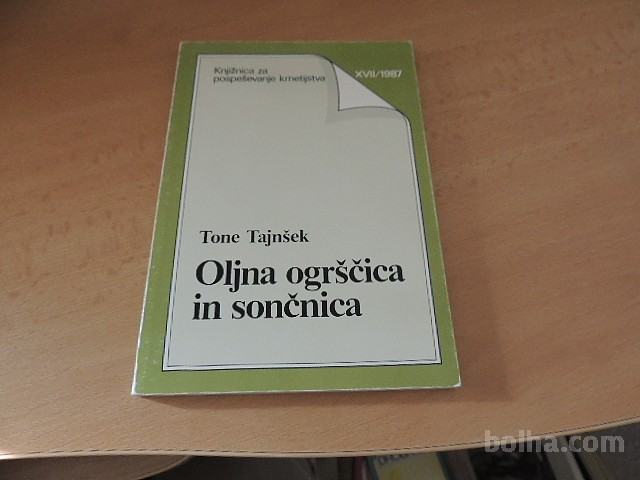 Knjižnica za
pospeševanje kmetijstva
XVII/1987
Tone Tajnšek
Oljna ogrščica
in sončnica
bolha.com